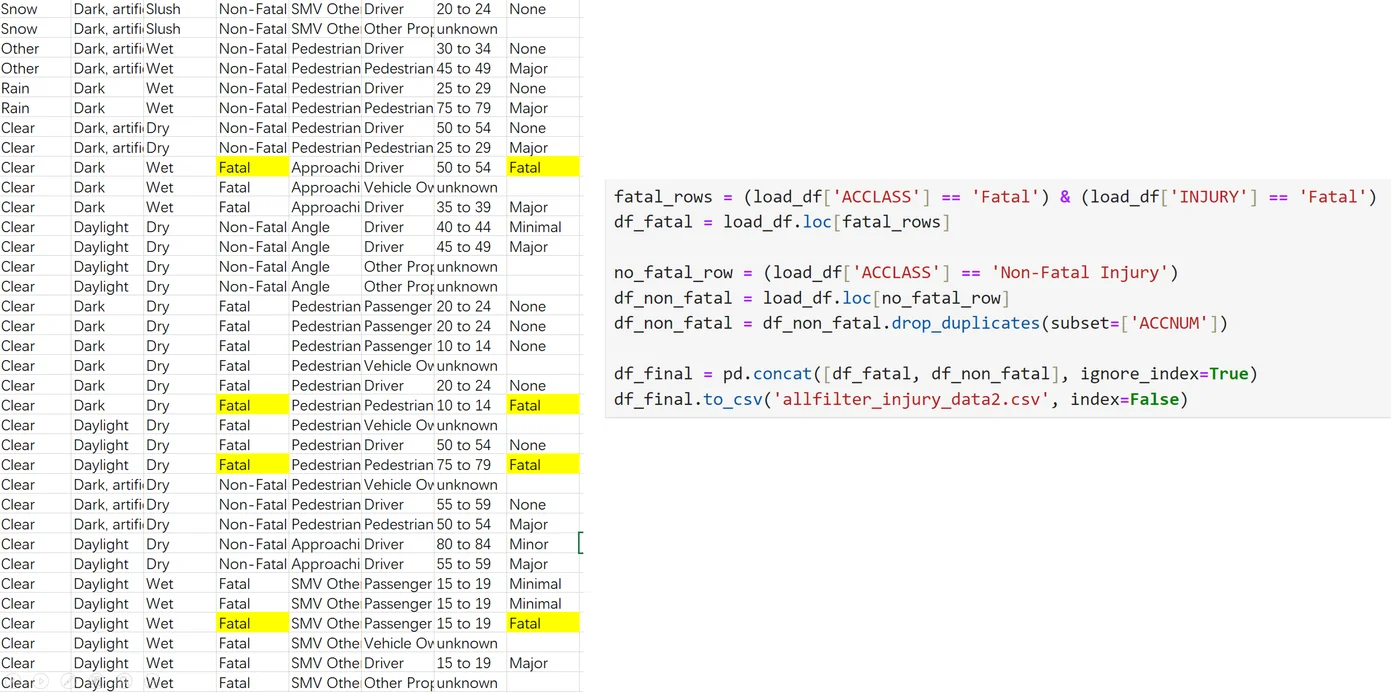 Snow Dark, artifi Slush Non-Fatal SMV Othe Driver 20 to 24 None
Snow Dark, artifi Slush Non-Fatal SMV Othe Other Prop unknown
Other Dark, artifi Wet Non-Fatal Pedestrian Driver 30 to 34 None
Other Dark, artifi Wet Non-Fatal Pedestrian Pedestrian 45 to 49 Major
Rain Dark Wet Non-Fatal Pedestrian Driver 25 to 29 None
Rain Dark Wet Non-Fatal Pedestrian Pedestrian 75 to 79 Major
Clear Dark, artifi Dry Non-Fatal Pedestrian Driver 50 to 54 None
Clear Dark, artifi Dry Non-Fatal Pedestrian Pedestrian 25 to 29 Major
Clear Dark Wet Fatal Approachi Driver 50 to 54 Fatal
Clear Dark Wet Fatal Approachi Vehicle Ow unknown
Clear Dark Wet Fatal Approachi Driver 35 to 39 Major
Clear Daylight Dry Non-Fatal Angle Driver 40 to 44 Minimal
Clear Daylight Dry Non-Fatal Angle Driver 45 to 49 Major
Clear Daylight Dry Non-Fatal Angle Other Prop unknown
Clear Daylight Dry Non-Fatal Angle Other Prop unknown
Clear Dark Dry Fatal Pedestrian Passenger 20 to 24 None
Clear Dark Dry Fatal Pedestrian Passenger 20 to 24 None
Clear Dark Dry Fatal Pedestrian Passenger 10 to 14 None
Clear Dark Dry Fatal Pedestrian Vehicle Ow unknown
Clear Dark Dry Fatal Pedestrian Driver 20 to 24 None
Clear Dark Dry Fatal Pedestrian Pedestrian 10 to 14 Fatal
Clear Daylight Dry Fatal Pedestrian Vehicle Ow unknown
Clear Daylight Dry Fatal Pedestrian Driver 50 to 54 None
Clear Daylight Dry Fatal Pedestrian Pedestrian 75 to 79 Fatal
Clear Dark, artifi Dry Non-Fatal Pedestrian Vehicle Ow unknown
Clear Dark, artifi Dry Non-Fatal Pedestrian Driver 55 to 59 None
Clear Dark, artifi Dry Non-Fatal Pedestrian Pedestrian 50 to 54 Major
Clear Daylight Dry Non-Fatal Approachi Driver 80 to 84 Minor
Clear Daylight Dry Non-Fatal Approachi Driver 55 to 59 Major
Clear Daylight Wet Fatal SMV Othe Passenger 15 to 19 Minimal
Clear Daylight Wet Fatal SMV Othe Passenger 15 to 19 Minimal
Clear Daylight Wet Fatal SMV Othe Passenger 15 to 19 Fatal
Clear Daylight Wet Fatal SMV Othe Vehicle Ow unknown
Clear Daylight Wet Fatal SMV Othe Driver 15 to 19 Major
Clear Daylight Wet Fatal SMV Othe Other Prop unknown
fatal_rows = (load_df['ACCLASS'] == 'Fatal') & (load_df['INJURY'] == 'Fatal')
df_fatal = load_df.loc[fatal_rows]
no_fatal_row = (load_df['ACCLASS'] == 'Non-Fatal Injury')
df_non_fatal = load_df.loc[no_fatal_row]
df_non_fatal = df_non_fatal.drop_duplicates(subset=['ACCNUM'])
df_final = pd.concat([df_fatal, df_non_fatal], ignore_index=True)
df_final.to_csv('allfilter_injury_data2.csv', index=False)